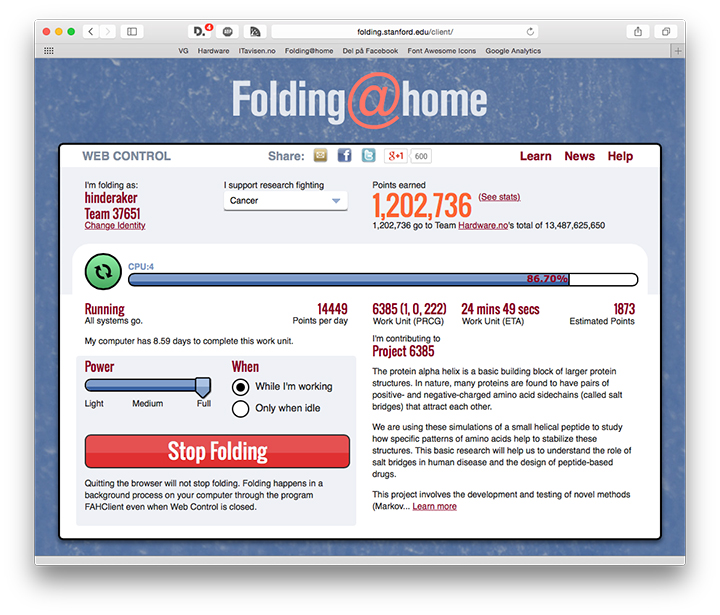 D. 4 ABP folding.stanford.edu/client/
VG Hardware ITavisen.no Folding@home Del på Facebook Font Awesome Icons Google Analytics
Folding@home
WEB CONTROL Share: g+1 600 Learn News Help
I'm folding as: I support research fighting Points earned
hinderaker Cancer 1,202,736 (See stats)
Team 37651
Change Identity 1,202,736 go to Team Hardware.no's total of 13,487,625,650
CPU:4
86.70%
Running 14449 6385 (1, 0, 222) 24 mins 49 secs 1873
All systems go. Points per day Work Unit (PRCG) Work Unit (ETA) Estimated Points
My computer has 8.59 days to complete this work unit.
Power When
Light Medium Full
While I'm working
Only when idle
Stop Folding
Quitting the browser will not stop folding. Folding happens in a
background process on your computer through the program
FAHClient even when Web Control is closed.
I'm contributing to
Project 6385
The protein alpha helix is a basic building block of larger protein
structures. In nature, many proteins are found to have pairs of
positive- and negative-charged amino acid sidechains (called salt
bridges) that attract each other.
We are using these simulations of a small helical peptide to study
how specific patterns of amino acids help to stabilize these
structures. This basic research will help us to understand the role of
salt bridges in human disease and the design of peptide-based
drugs.
This project involves the development and testing of novel methods
(Markov... Learn more